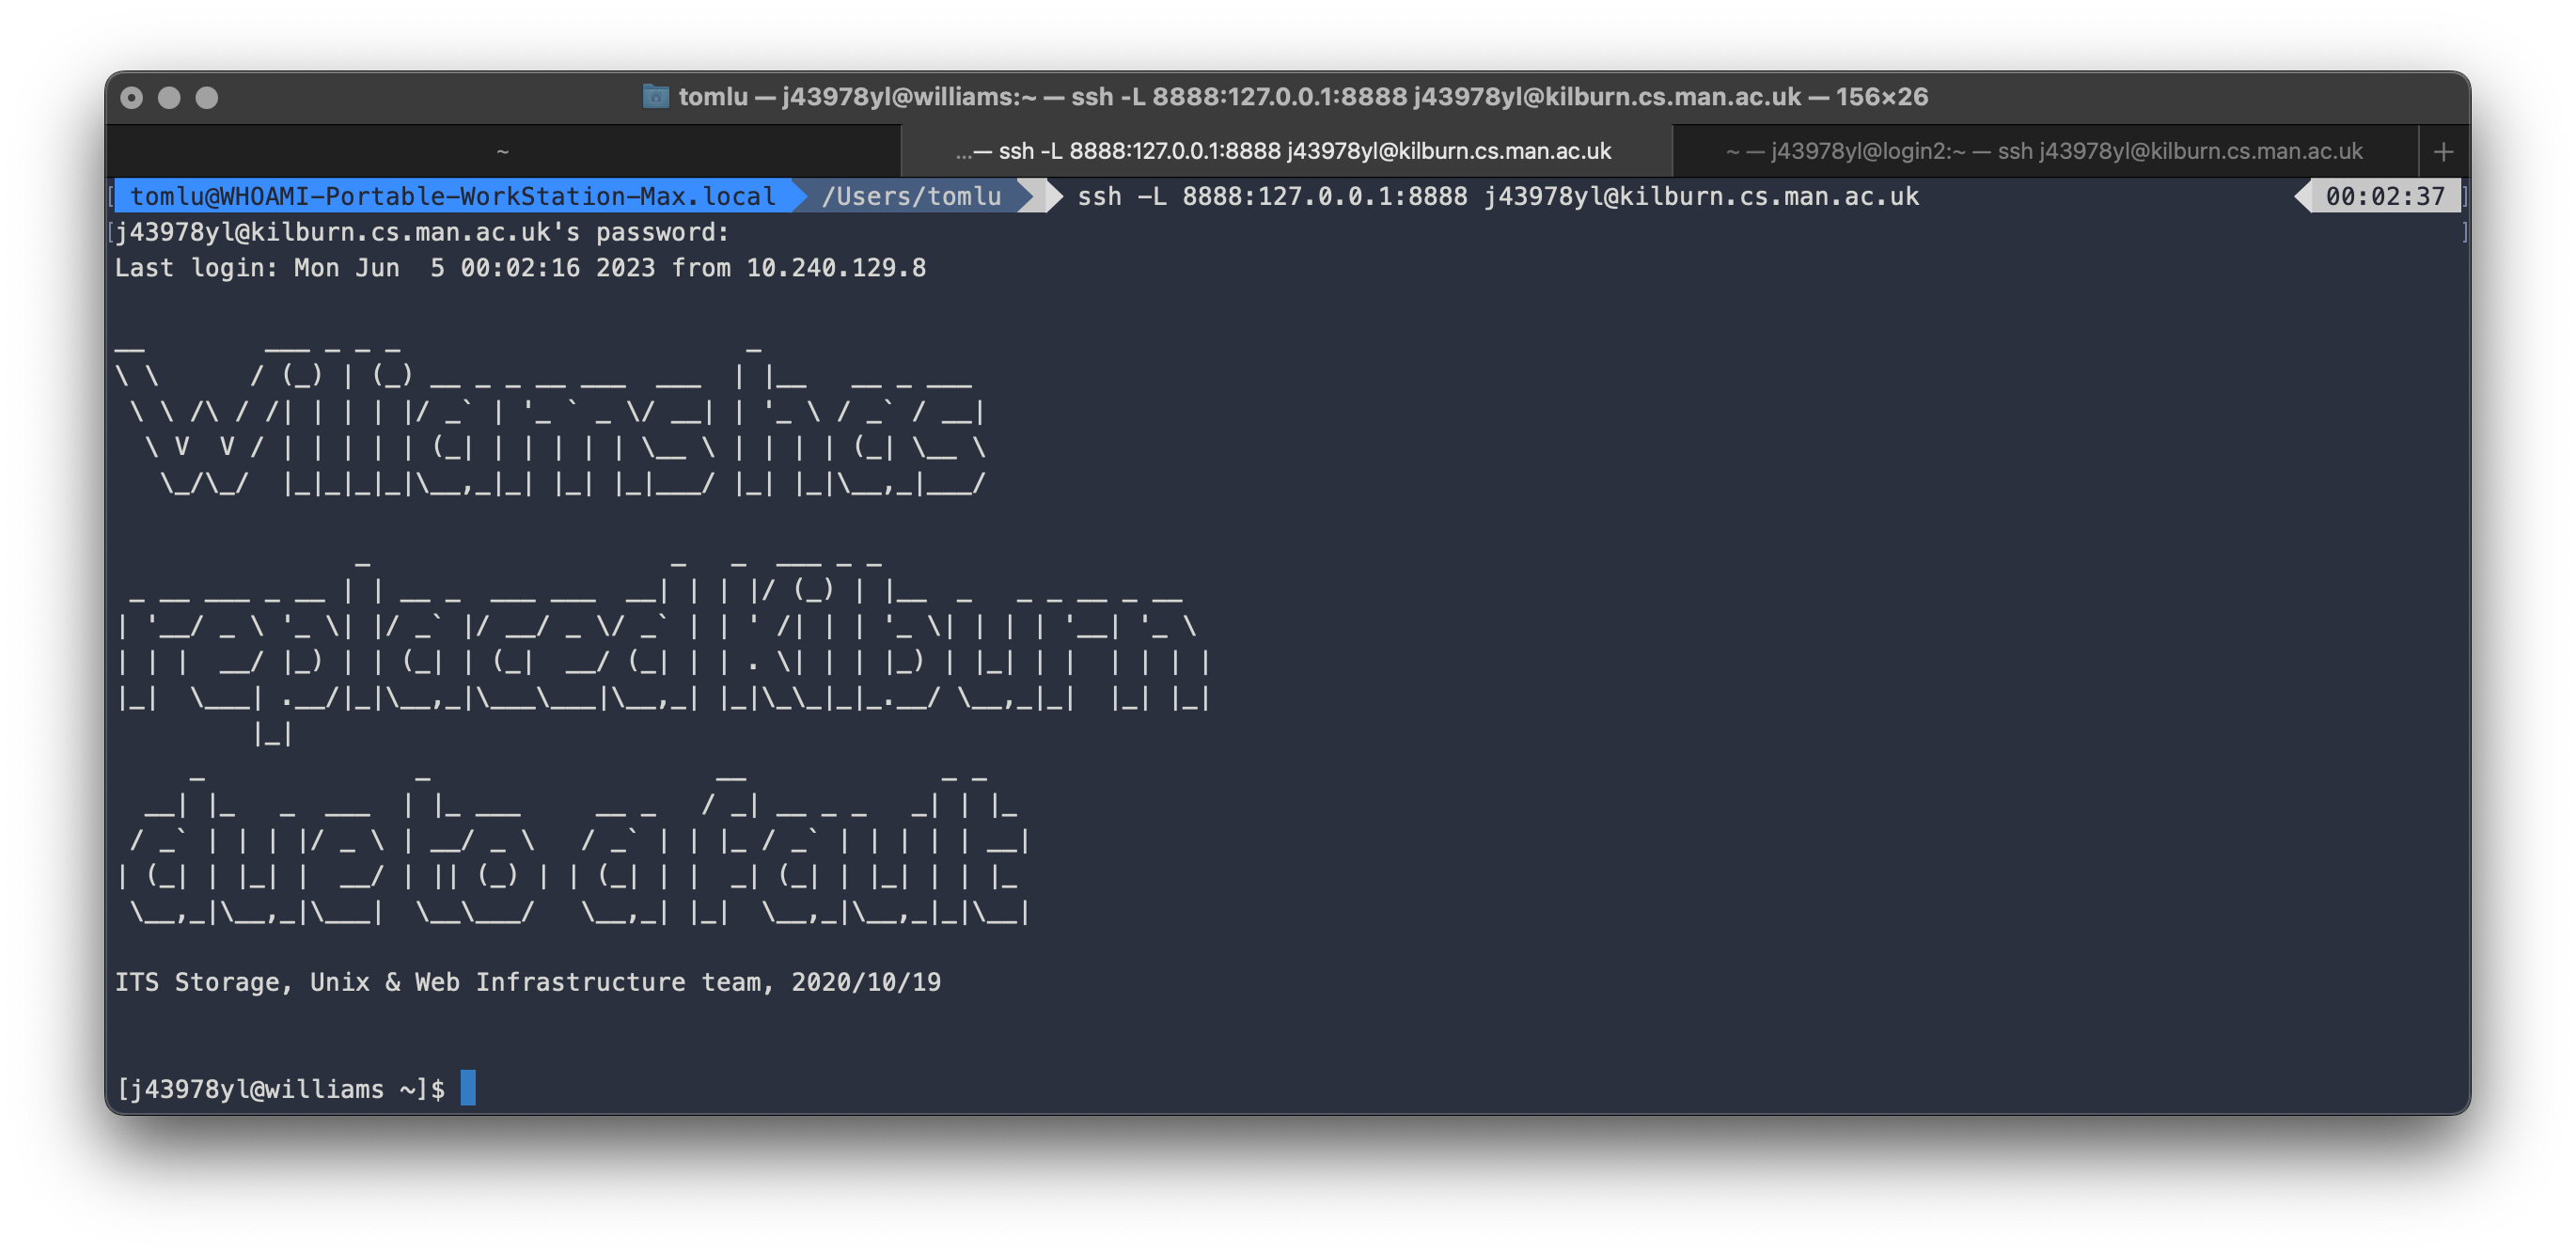 tomlu — j43978yl@williams:~ — ssh -L 8888:127.0.0.1:8888 j43978yl@kilburn.cs.man.ac.uk — 156×26
~
...— ssh -L 8888:127.0.0.1:8888 j43978yl@kilburn.cs.man.ac.uk
~ — j43978yl@login2:~ — ssh j43978yl@kilburn.cs.man.ac.uk
+
tomlu@WHOAMI-Portable-WorkStation-Max.local /Users/tomlu ssh -L 8888:127.0.0.1:8888 j43978yl@kilburn.cs.man.ac.uk 00:02:37
j43978yl@kilburn.cs.man.ac.uk's password:
Last login: Mon Jun  5 00:02:16 2023 from 10.240.129.8
Williams has
replaced Kilburn
due to a fault
ITS Storage, Unix & Web Infrastructure team, 2020/10/19
[j43978yl@williams ~]$